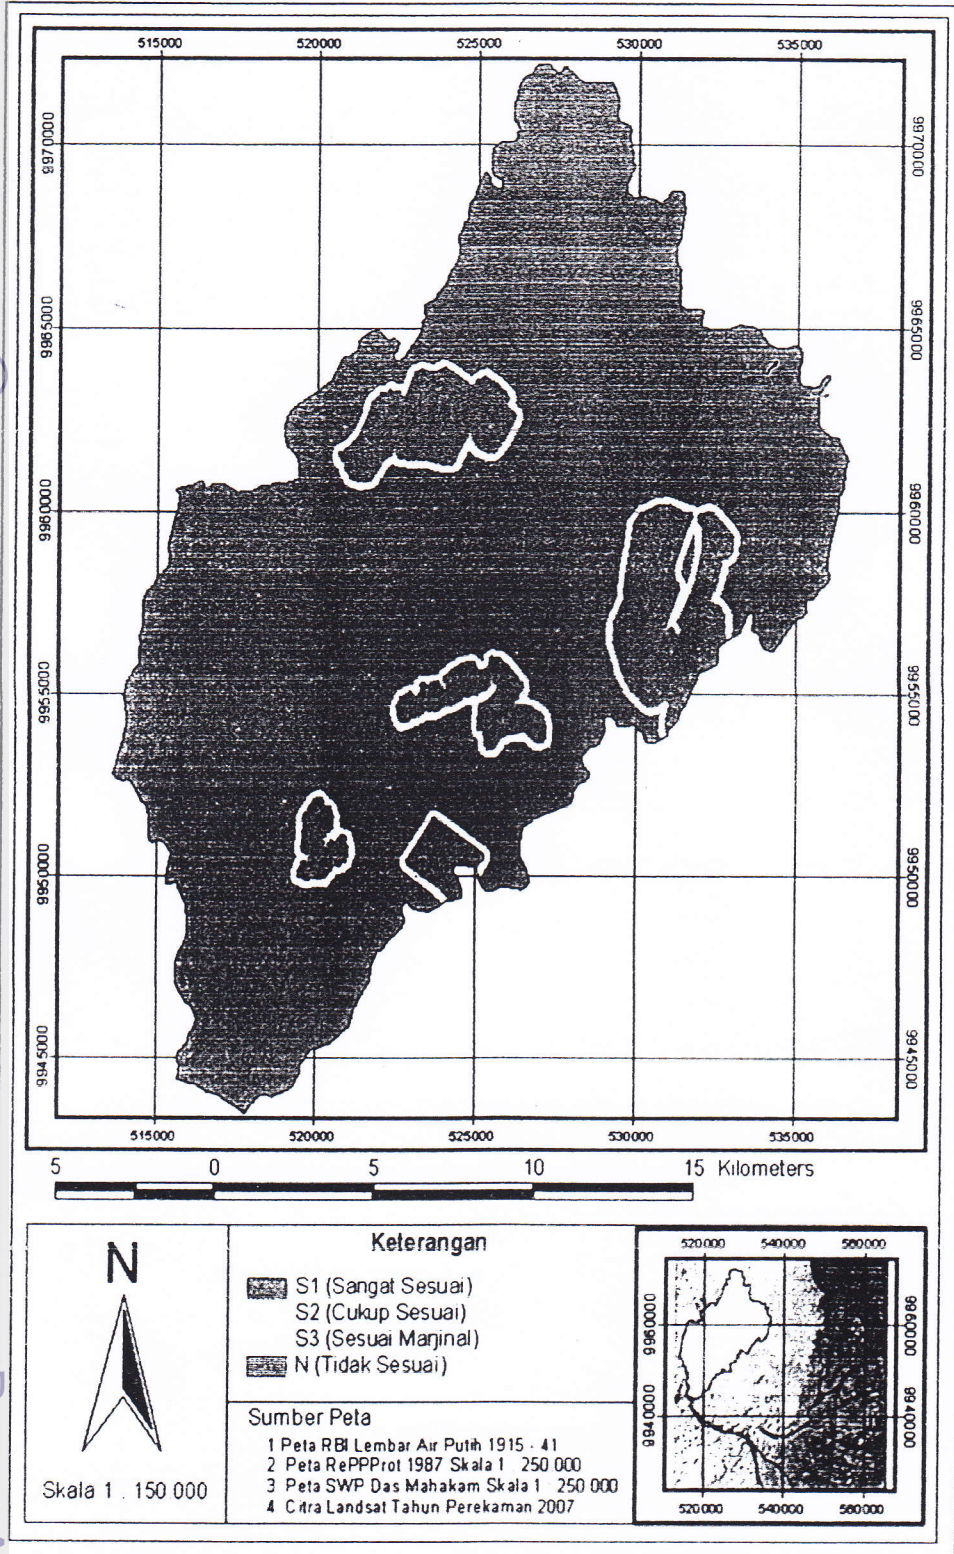 515000 520000 525000 530000 535000
9970000 9970000
9965000 9965000
9960000 9960000
9955000 9955000
9950000 9950000
9945000 9945000
515000 520000 525000 530000 535000
5 0 5 10 15 Kilometers
N
Skala 1 : 150 000
Keterangan
S1 (Sangat Sesuai)
S2 (Cukup Sesuai)
S3 (Sesuai Marjinal)
N (Tidak Sesuai)
Sumber Peta
1 Peta RBI Lembar Air Putih 1915 - 41
2 Peta RePPProt 1987 Skala 1 250 000
3 Peta SWP Das Mahakam Skala 1 250 000
4 Citra Landsat Tahun Perekaman 2007
520000 540000 560000
9960000 9960000
9940000 9940000
520000 540000 560000